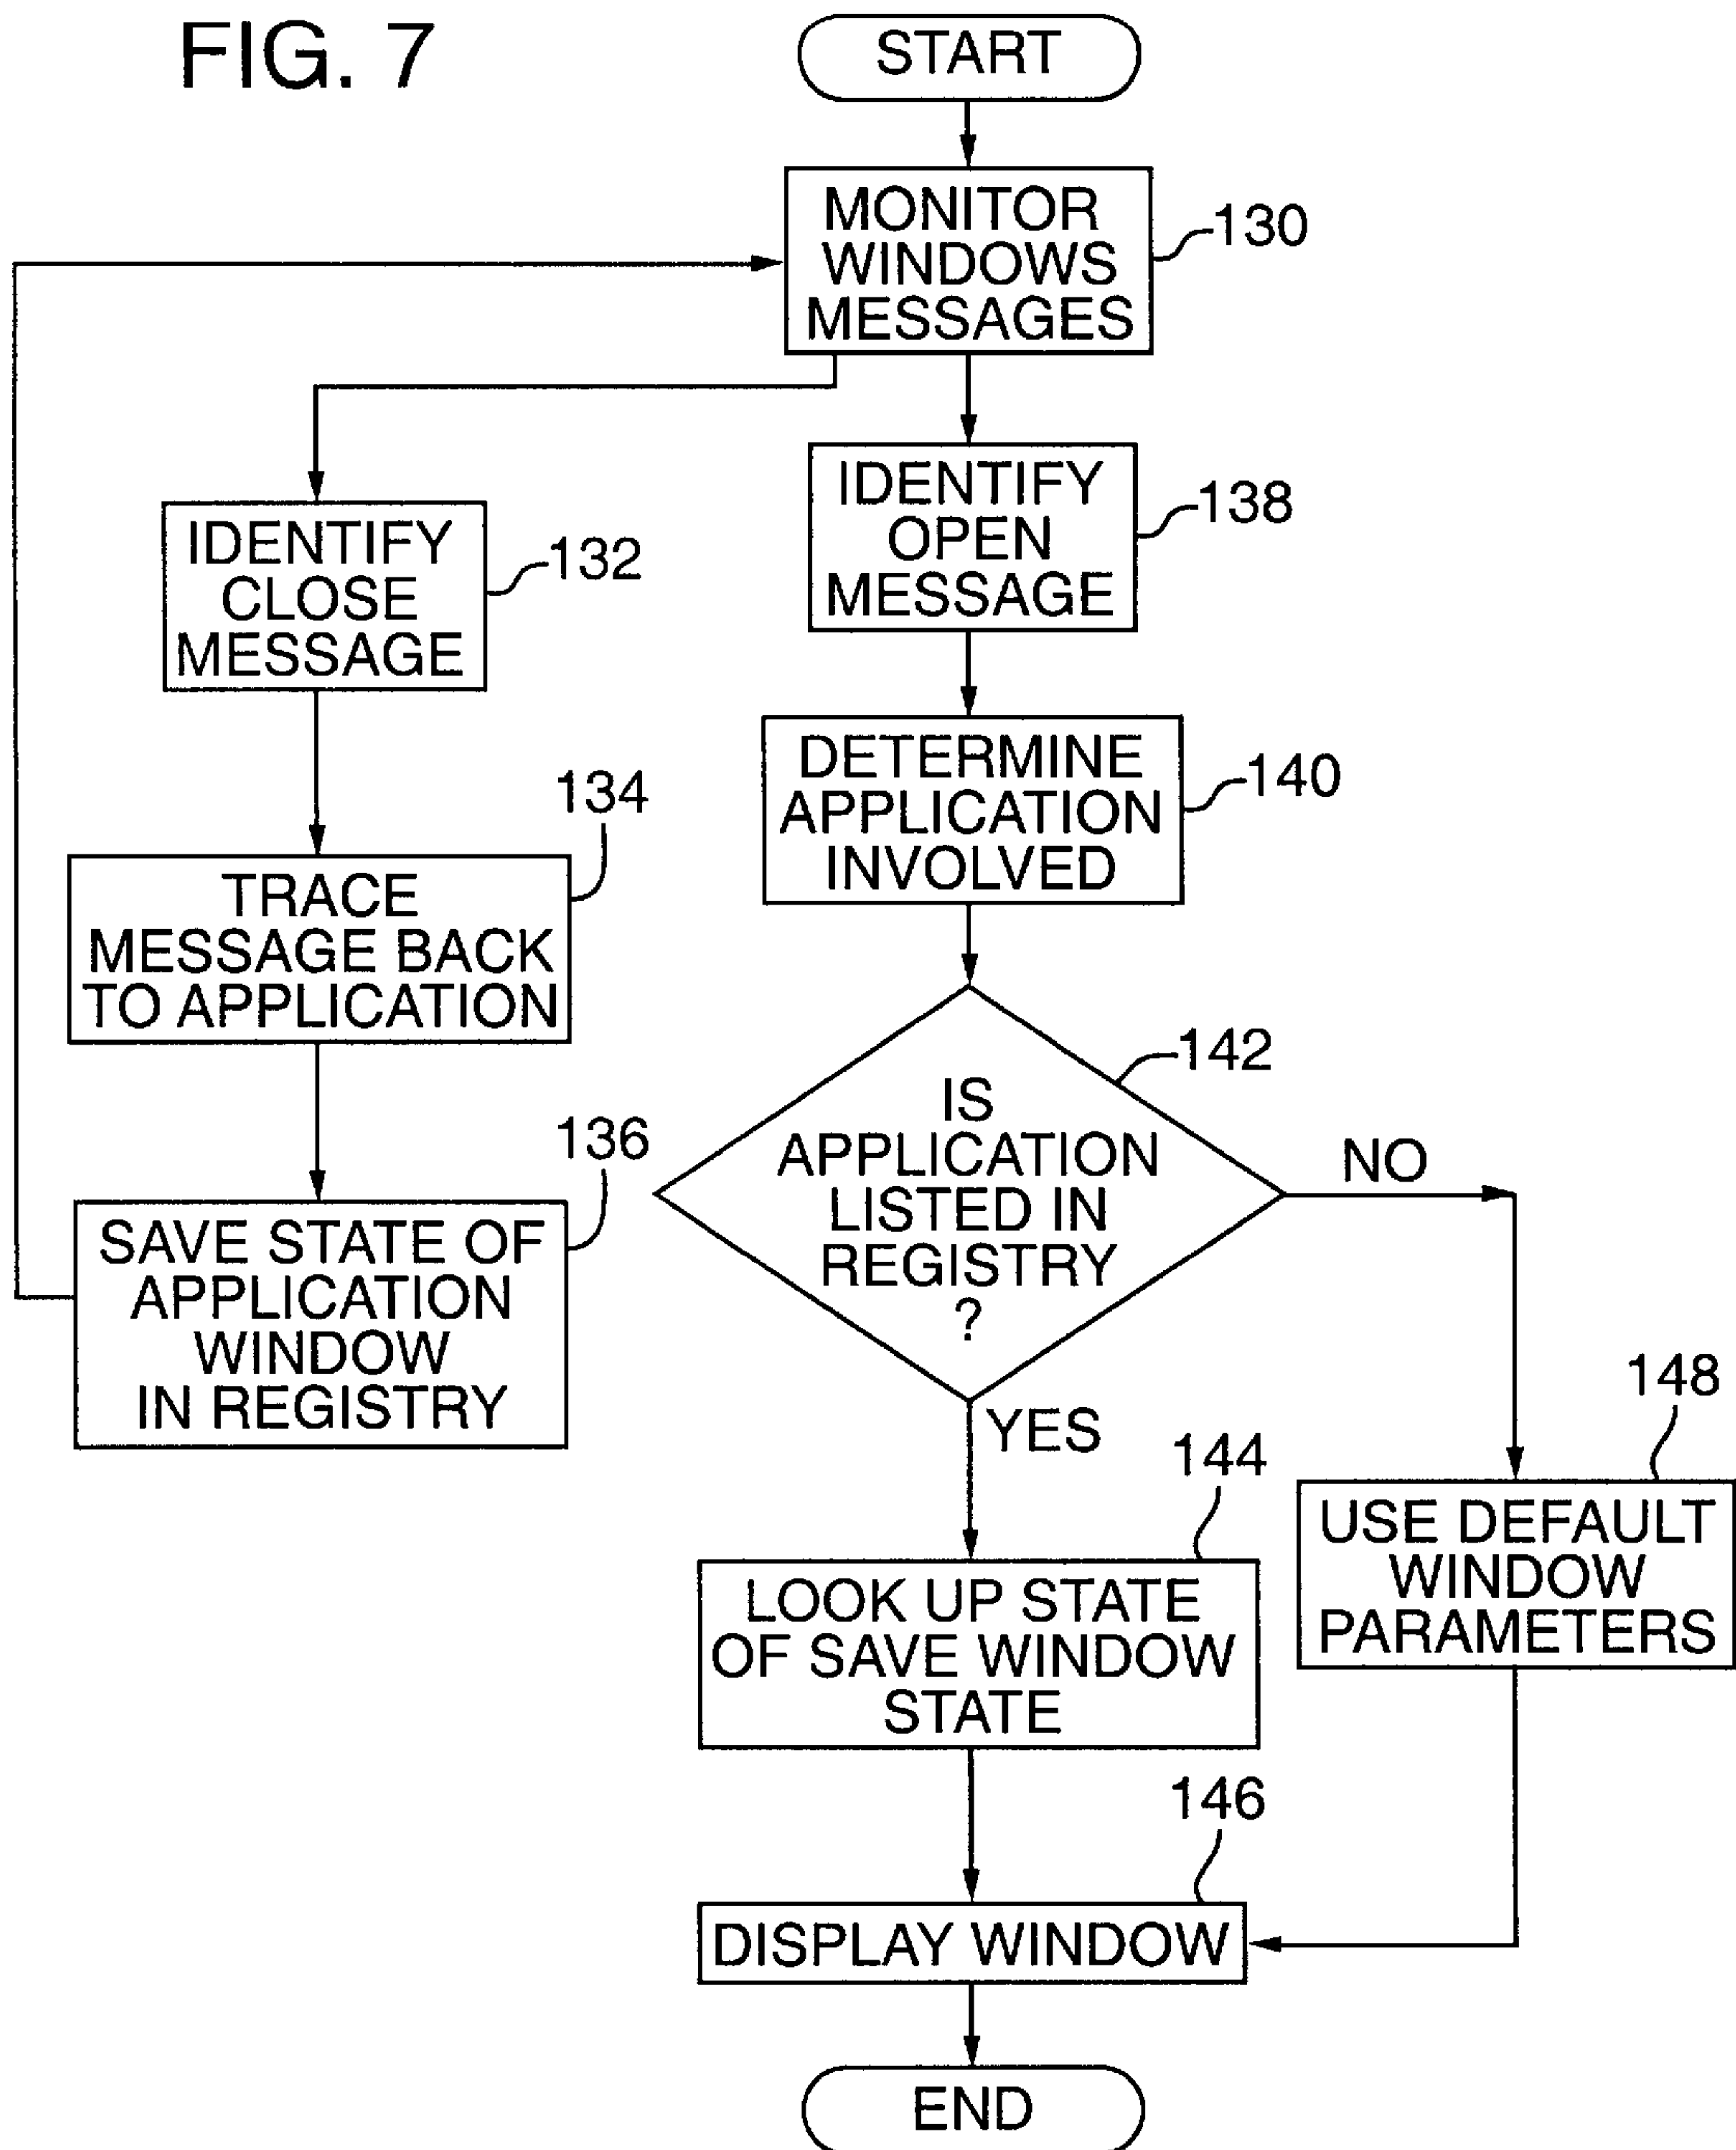 FIG. 7
START
MONITOR
WINDOWS
MESSAGES
130
IDENTIFY
CLOSE
MESSAGE
132
IDENTIFY
OPEN
MESSAGE
138
TRACE
MESSAGE BACK
TO APPLICATION
134
DETERMINE
APPLICATION
INVOLVED
140
SAVE STATE OF
APPLICATION
WINDOW
IN REGISTRY
136
IS
APPLICATION
LISTED IN
REGISTRY
?
142
NO
YES
LOOK UP STATE
OF SAVE WINDOW
STATE
144
USE DEFAULT
WINDOW
PARAMETERS
148
DISPLAY WINDOW
146
END